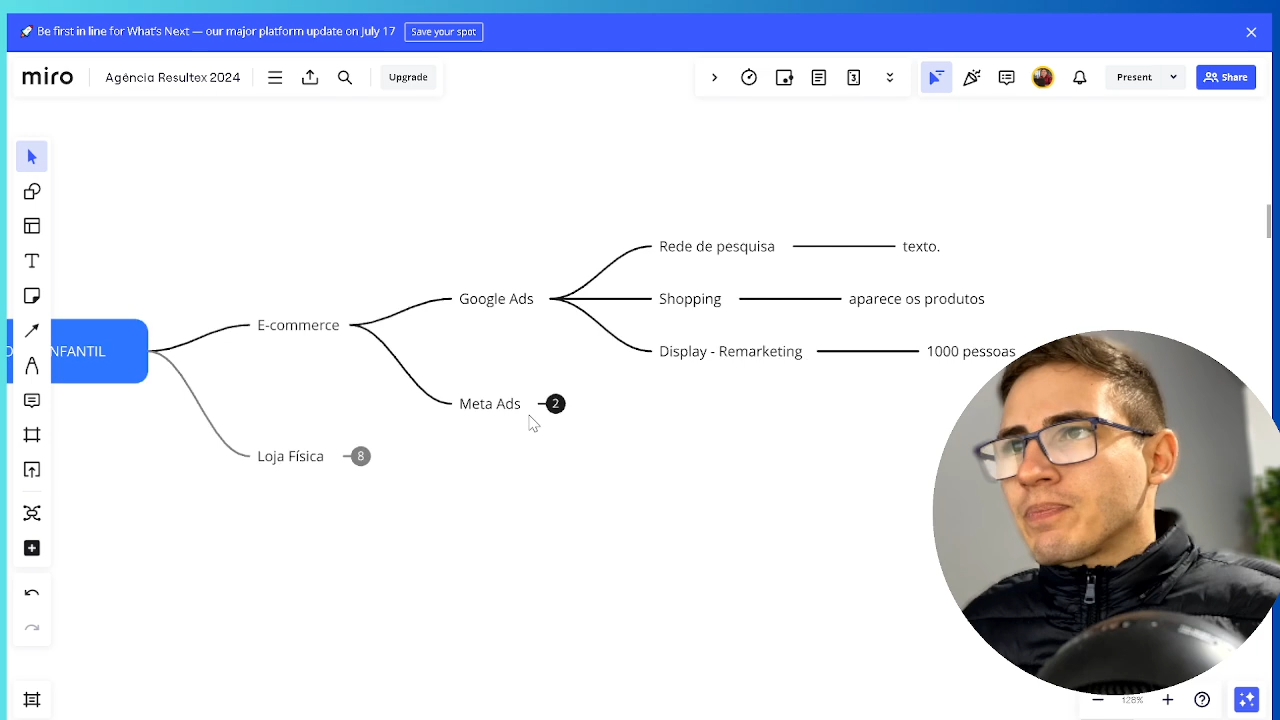 Be first in line for What's Next — our major platform update on July 17
Save your spot
miro
Agência Resultex 2024
Upgrade
3
Present
Share
Rede de pesquisa
texto.
Google Ads
Shopping
aparece os produtos
E-commerce
NFANTIL
Display - Remarketing
1000 pessoas
Meta Ads
2
Loja Física
8
128%